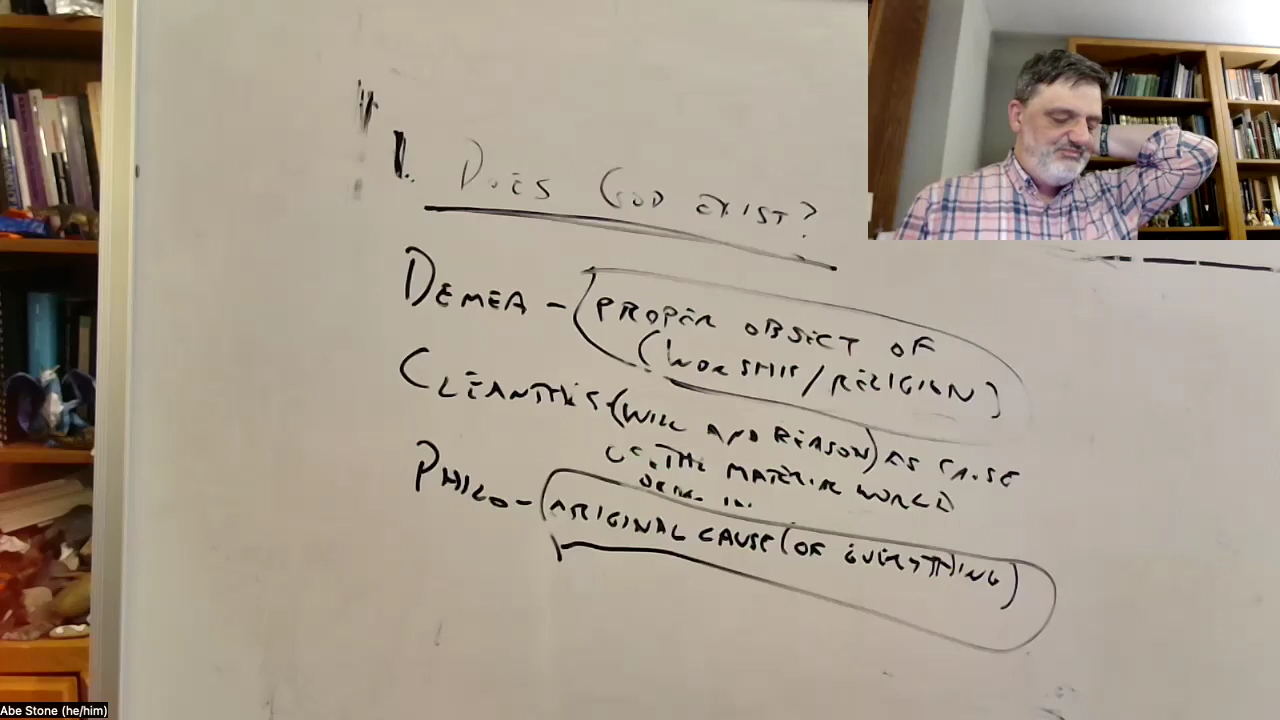 1. DOES GOD EXIST?
DEMEA - (PROPER OBJECT OF
(WORSHIP/RELIGION)
CLEANTHES - (WILL AND REASON) AS CAUSE
OF THE MATERIAL WORLD
PHILO - ORIGINAL CAUSE (OF EVERYTHING)
Abe Stone (he/him)